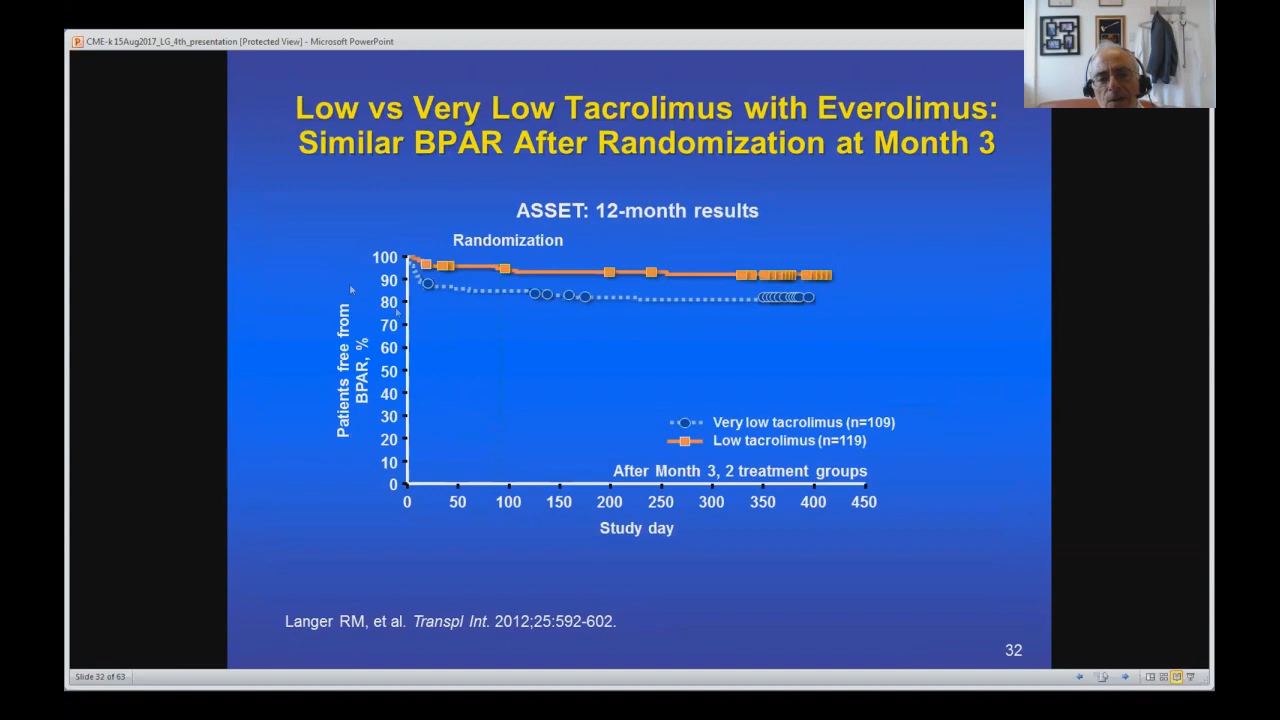 CME-k 15Aug2017_LG_4th_presentation [Protected View] - Microsoft PowerPoint
Low vs Very Low Tacrolimus with Everolimus:
Similar BPAR After Randomization at Month 3
ASSET: 12-month results
Randomization
Patients free from
BPAR, %
100
90
80
70
60
50
40
30
20
10
0
Very low tacrolimus (n=109)
Low tacrolimus (n=119)
After Month 3, 2 treatment groups
0 50 100 150 200 250 300 350 400 450
Study day
Langer RM, et al. Transpl Int. 2012;25:592-602.
32
Slide 32 of 63